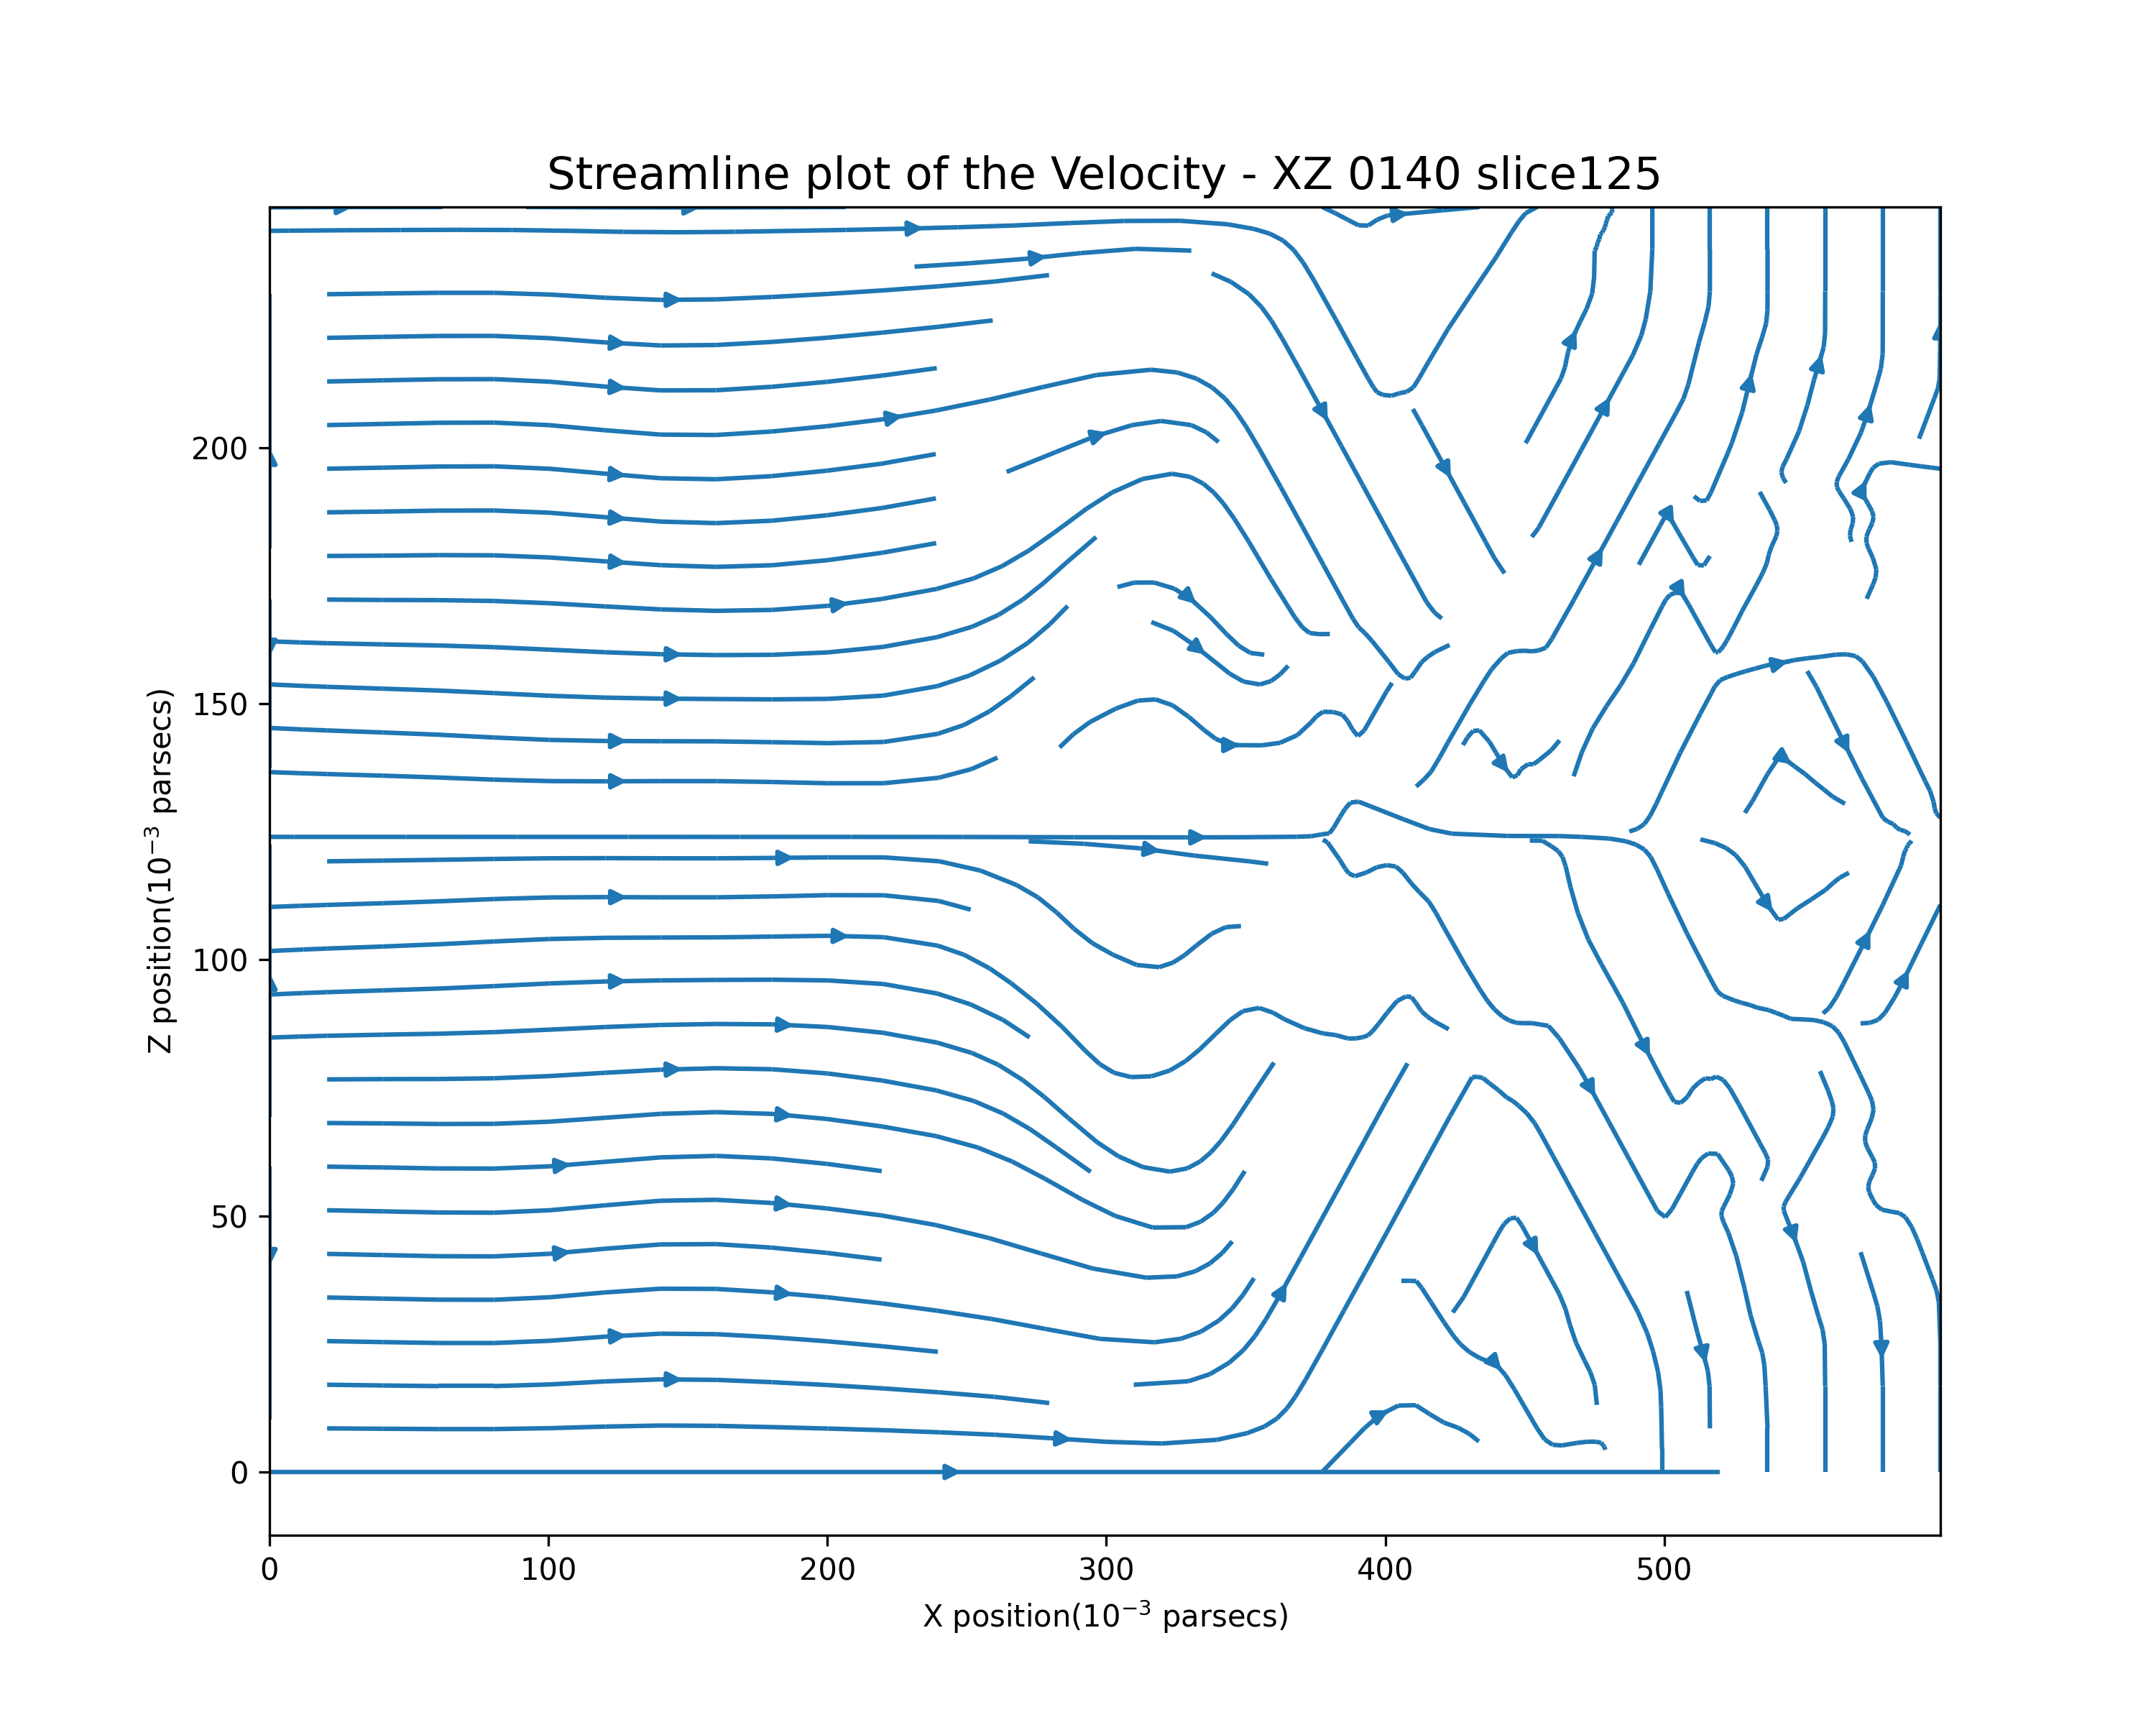 Streamline plot of the Velocity - XZ 0140 slice125
Z position(10⁻³ parsecs)
200
150
100
50
0
0 100 200 300 400 500
X position(10⁻³ parsecs)